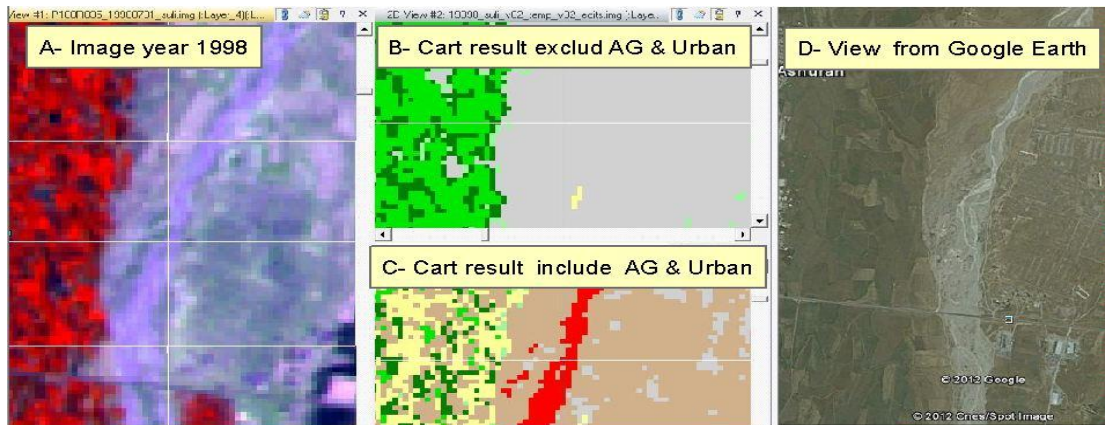 A- Image year 1998
B- Cart result exclud AG & Urban
C- Cart result include AG & Urban
D- View from Google Earth
© 2012 Google
© 2012 Cnes/Spot Image